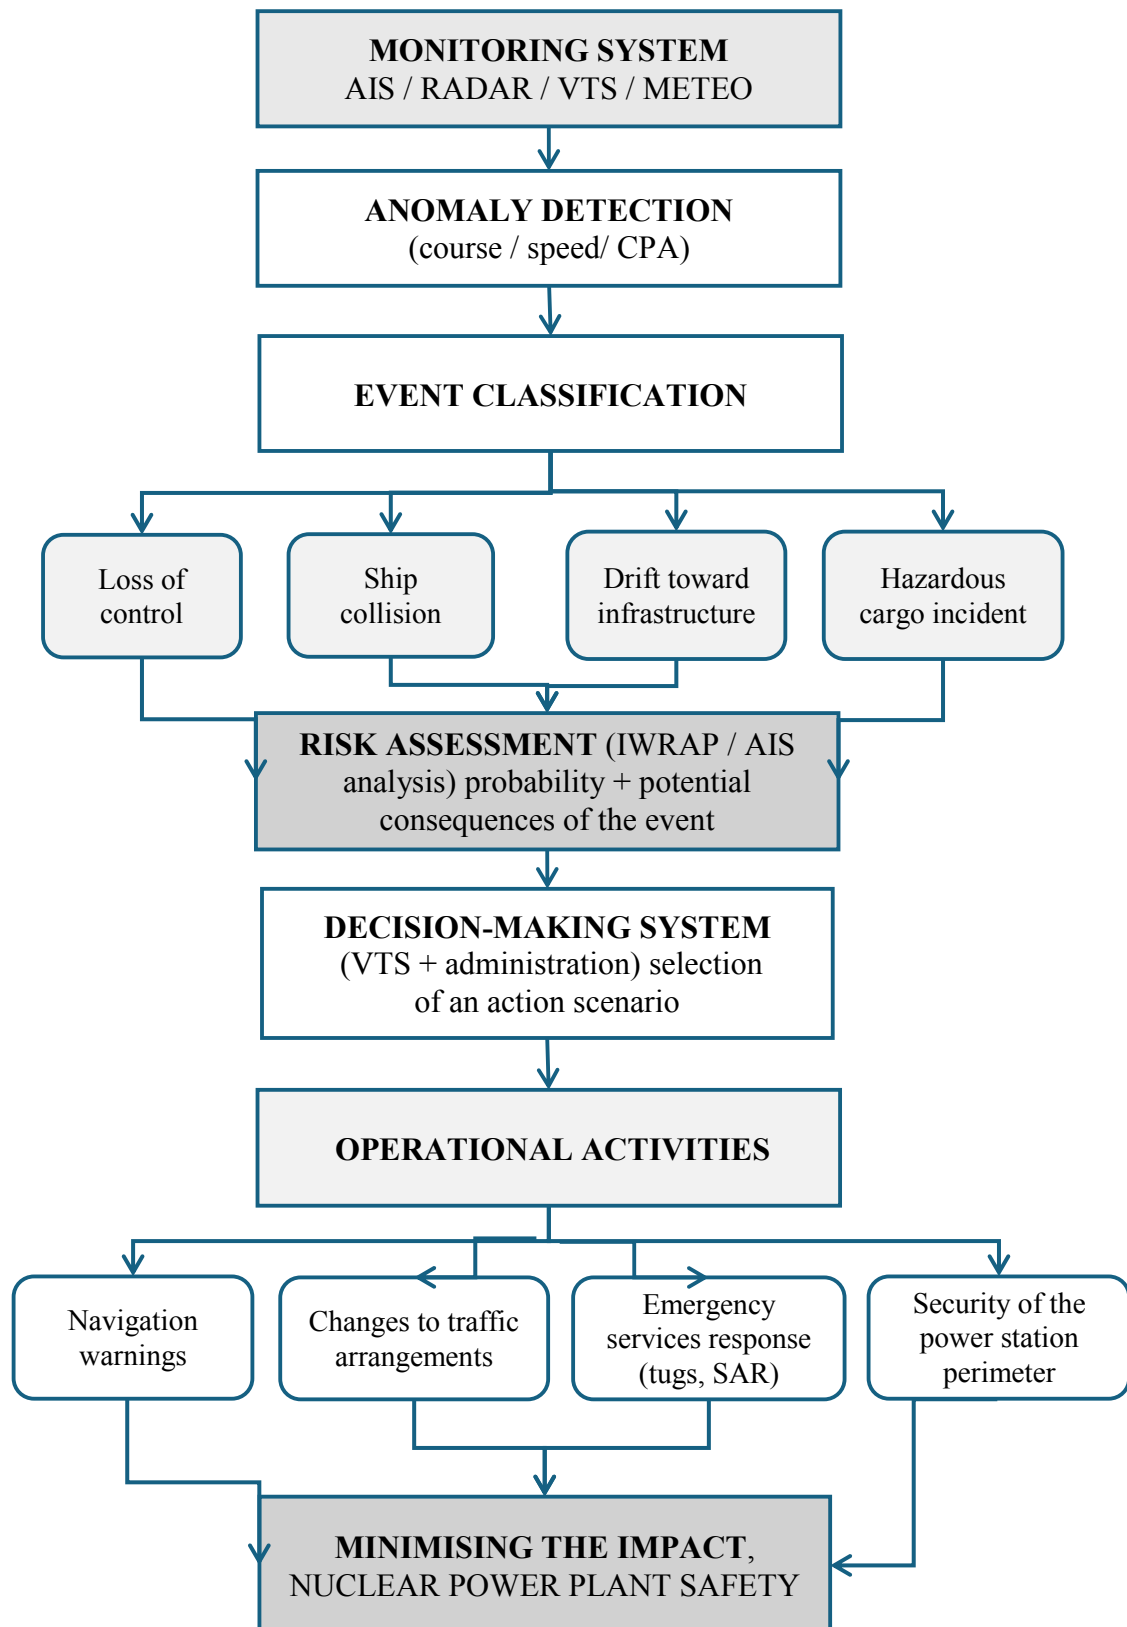 MONITORING SYSTEM
AIS / RADAR / VTS / METEO
ANOMALY DETECTION
(course / speed/ CPA)
EVENT CLASSIFICATION
Loss of
control
Ship
collision
Drift toward
infrastructure
Hazardous
cargo incident
RISK ASSESSMENT (IWRAP / AIS
analysis) probability + potential
consequences of the event
DECISION-MAKING SYSTEM
(VTS + administration) selection
of an action scenario
OPERATIONAL ACTIVITIES
Navigation
warnings
Changes to traffic
arrangements
Emergency
services response
(tugs, SAR)
Security of the
power station
perimeter
MINIMISING THE IMPACT,
NUCLEAR POWER PLANT SAFETY